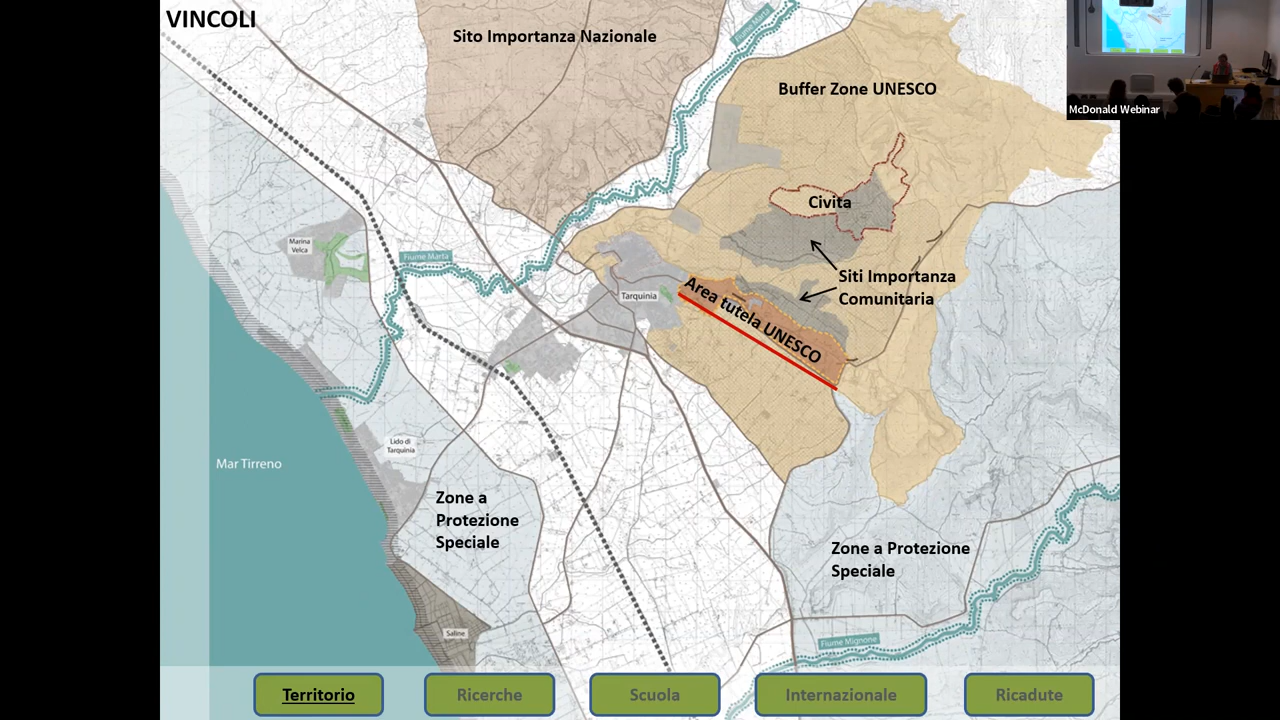 VINCOLI
Sito Importanza Nazionale
Fiume Marta
Buffer Zone UNESCO
McDonald Webinar
Civita
Marina
Velca
Fiume Marta
Siti Importanza
Comunitaria
Tarquinia
Area tutela UNESCO
Lido di
Tarquinia
Mar Tirreno
Zone a
Protezione
Speciale
Zone a Protezione
Speciale
Saline
Fiume Mignone
Territorio
Ricerche
Scuola
Internazionale
Ricadute